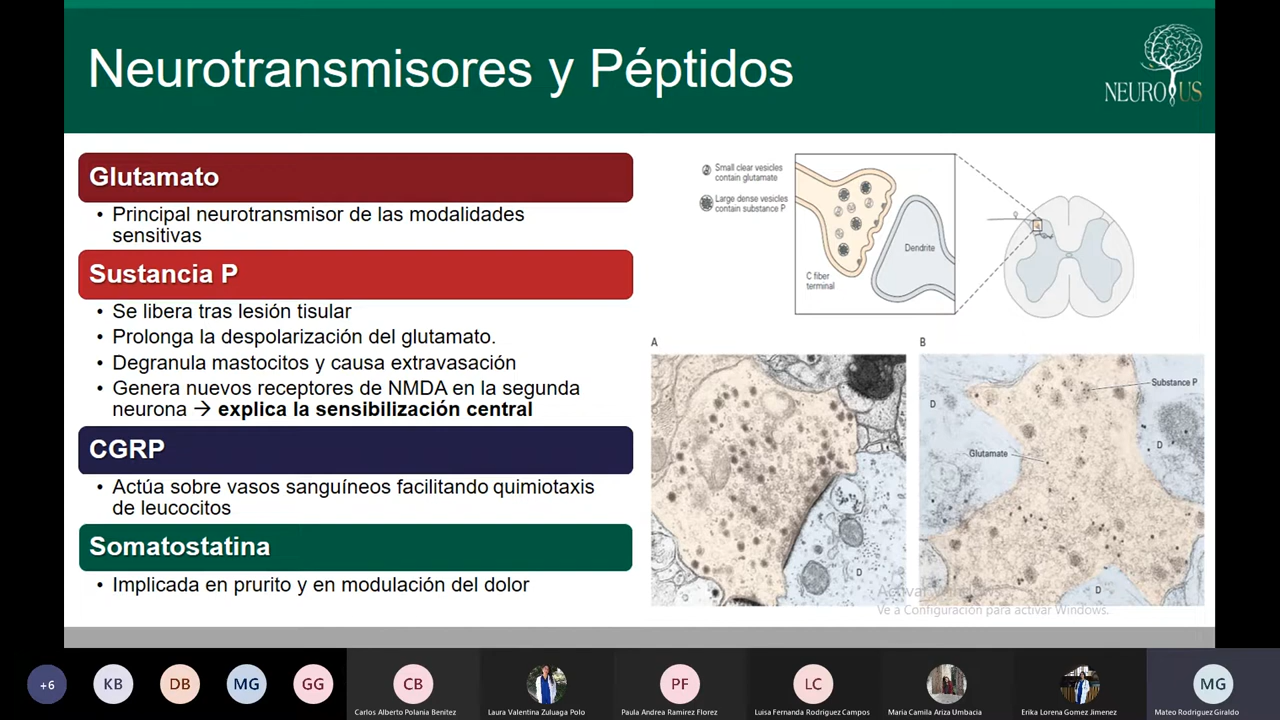 Neurotransmisores y Péptidos
NEURO US
Glutamato
• Principal neurotransmisor de las modalidades
sensitivas
Sustancia P
• Se libera tras lesión tisular
• Prolonga la despolarización del glutamato.
• Degranula mastocitos y causa extravasación
• Genera nuevos receptores de NMDA en la segunda
neurona → explica la sensibilización central
CGRP
• Actúa sobre vasos sanguíneos facilitando quimiotaxis
de leucocitos
Somatostatina
• Implicada en prurito y en modulación del dolor
Small clear vesicles
contain glutamate
Large dense vesicles
contain substance P
Dendrite
C fiber
terminal
A
B
D
Substance P
D
D
Glutamate
D
Activar Windows
Ve a Configuración para activar Windows.
+6
KB
DB
MG
GG
CB
PF
LC
MG
Carlos Alberto Polania Benitez
Laura Valentina Zuluaga Polo
Paula Andrea Ramirez Florez
Luisa Fernanda Rodriguez Campos
Maria Camila Ariza Umbacia
Erika Lorena Gomez Jimenez
Mateo Rodriguez Giraldo